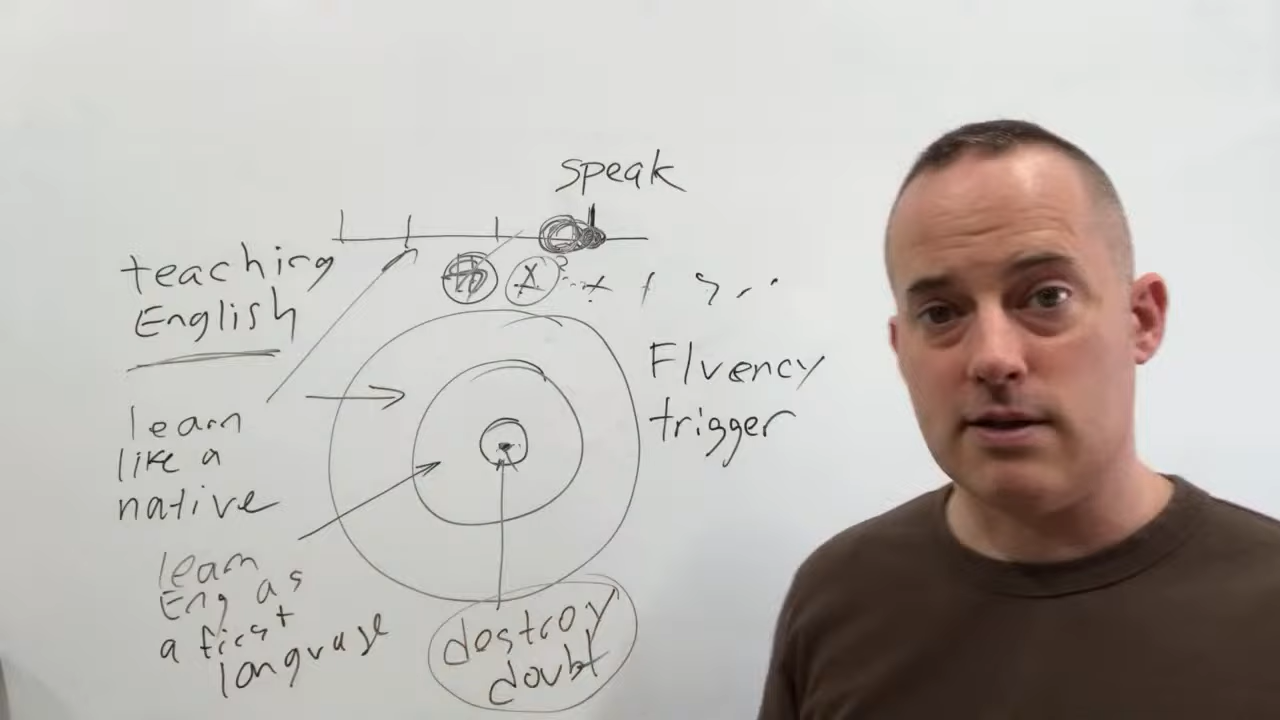 speak
teaching
English
Fluency
trigger
learn
like a
native
learn
Eng as
a first
language
destroy
doubt